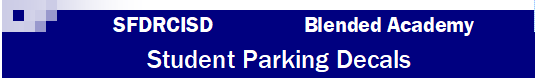 SFDRCISD Blended Academy
Student Parking Decals